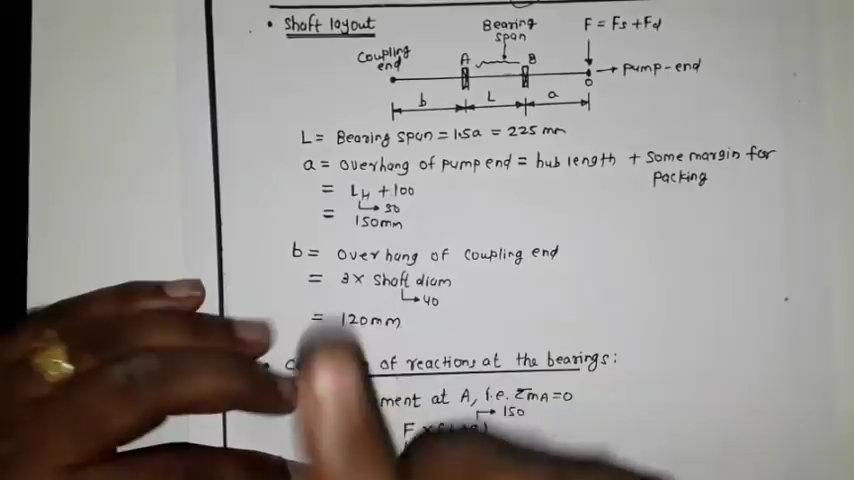 • Shaft layout
Bearing span
F = Fs + Fd
Coupling end
A
B
→ pump-end
O
b
L
a
L = Bearing span = 1.5a = 225 mm
a = overhang of pump end = hub length + some margin for packing
= LH + 100
→ 50
= 150mm
b = overhang of coupling end
= 3 x shaft diam
→ 40
= 120mm
of reactions at the bearings:
ment at A, i.e. ΣmA = 0
→ 150
F x